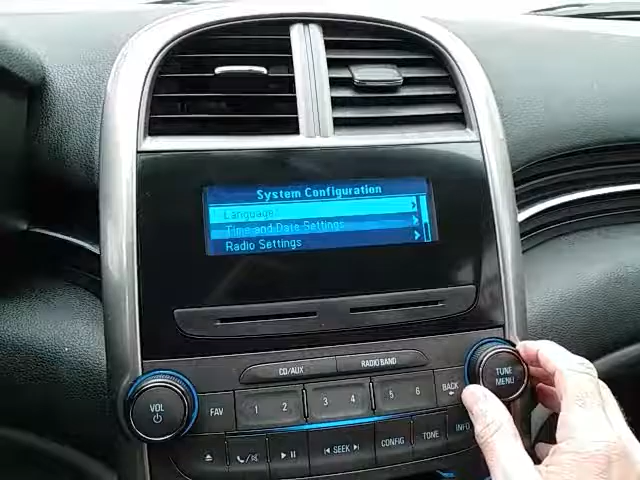 System Configuration
Language
Time and Date Settings
Radio Settings
CD/AUX
RADIO BAND
VOL
FAV
1 2
3 4
5 6
BACK
TUNE
MENU
SEEK
CONFIG
TONE
INFO